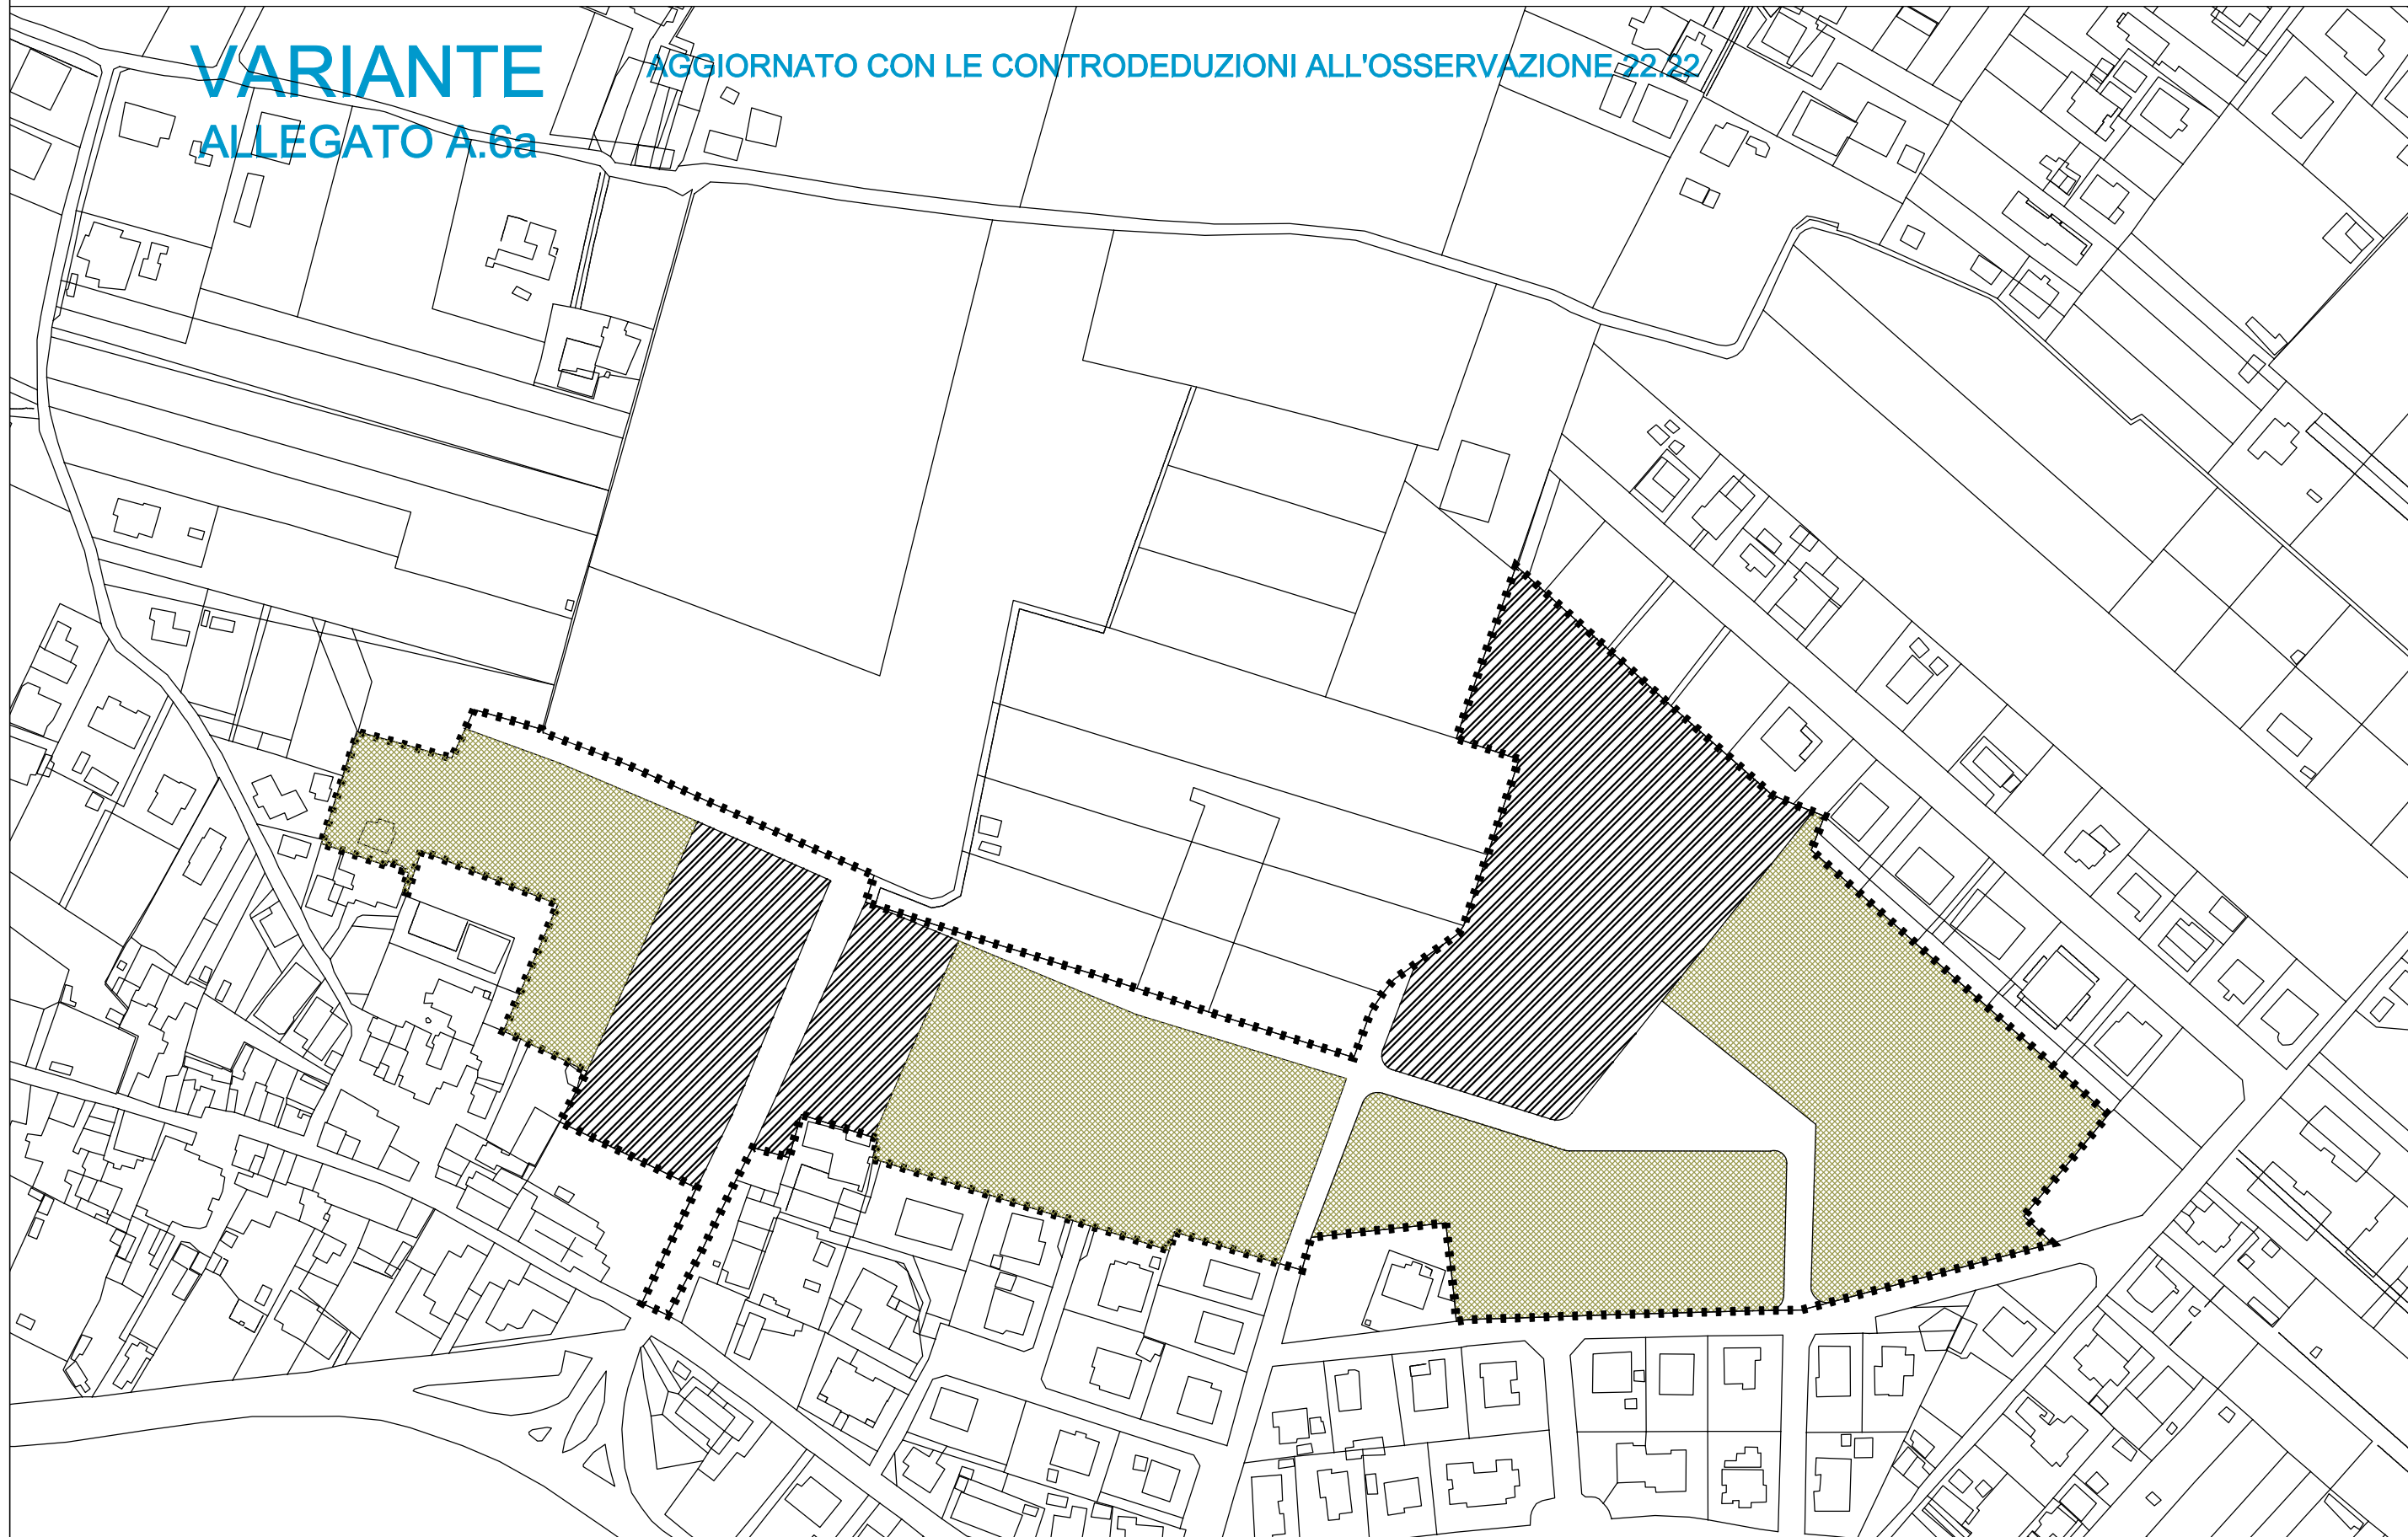 VARIANTE
AGGIORNATO CON LE CONTRODEDUZIONI ALL'OSSERVAZIONE 22.22
ALLEGATO A.6a